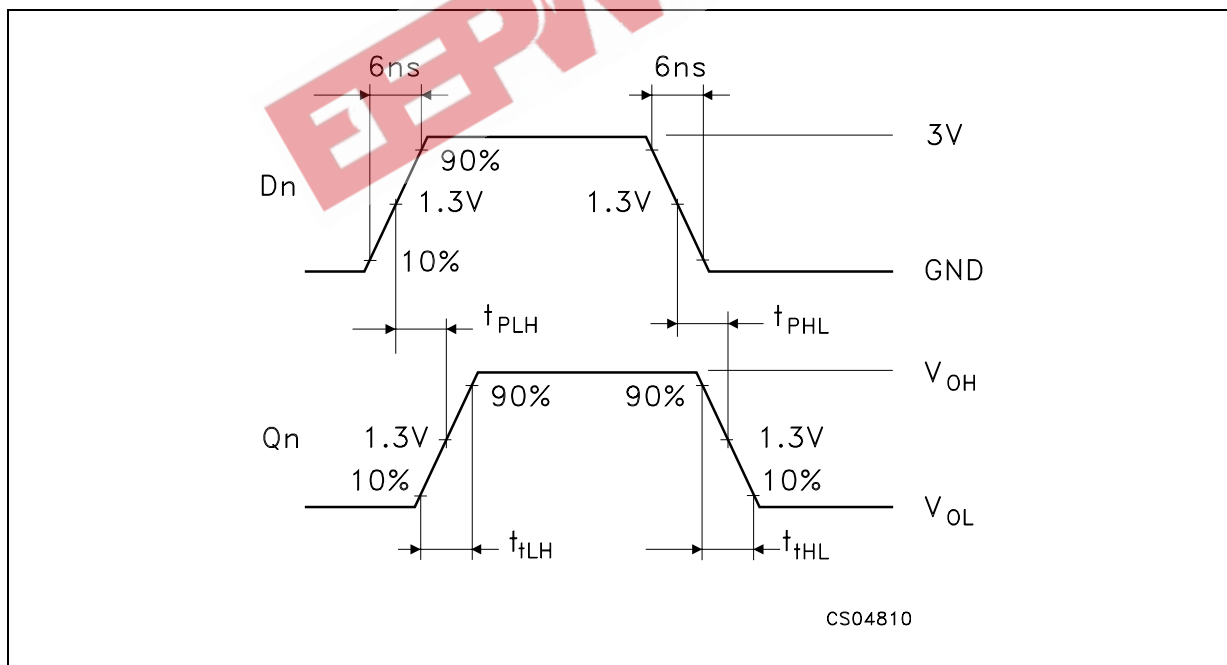 EEPW
6ns 6ns
3V
90%
Dn
1.3V 1.3V
10%
GND
tPLH tPHL
VOH
90% 90%
Qn
1.3V 1.3V
10% 10%
VOL
ttLH ttHL
CS04810